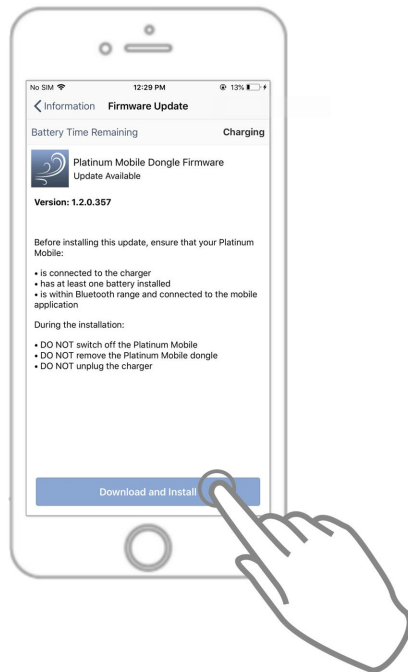 No SIM 12:29 PM 13%
Information Firmware Update
Battery Time Remaining Charging
Platinum Mobile Dongle Firmware
Update Available
Version: 1.2.0.357
Before installing this update, ensure that your Platinum
Mobile:
• is connected to the charger
• has at least one battery installed
• is within Bluetooth range and connected to the mobile
application
During the installation:
• DO NOT switch off the Platinum Mobile
• DO NOT remove the Platinum Mobile dongle
• DO NOT unplug the charger
Download and Install